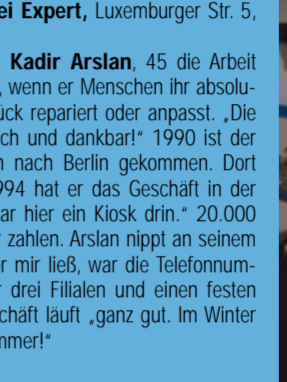 ei Expert, Luxemburger Str. 5,
Kadir Arslan, 45 die Arbeit
, wenn er Menschen ihr absolu-
ück repariert oder anpasst. „Die
ch und dankbar!“ 1990 ist der
n nach Berlin gekommen. Dort
994 hat er das Geschäft in der
ar hier ein Kiosk drin.“ 20.000
zahlen. Arslan nippt an seinem
r mir ließ, war die Telefonnum-
r drei Filialen und einen festen
chäft läuft „ganz gut. Im Winter
mmer!“